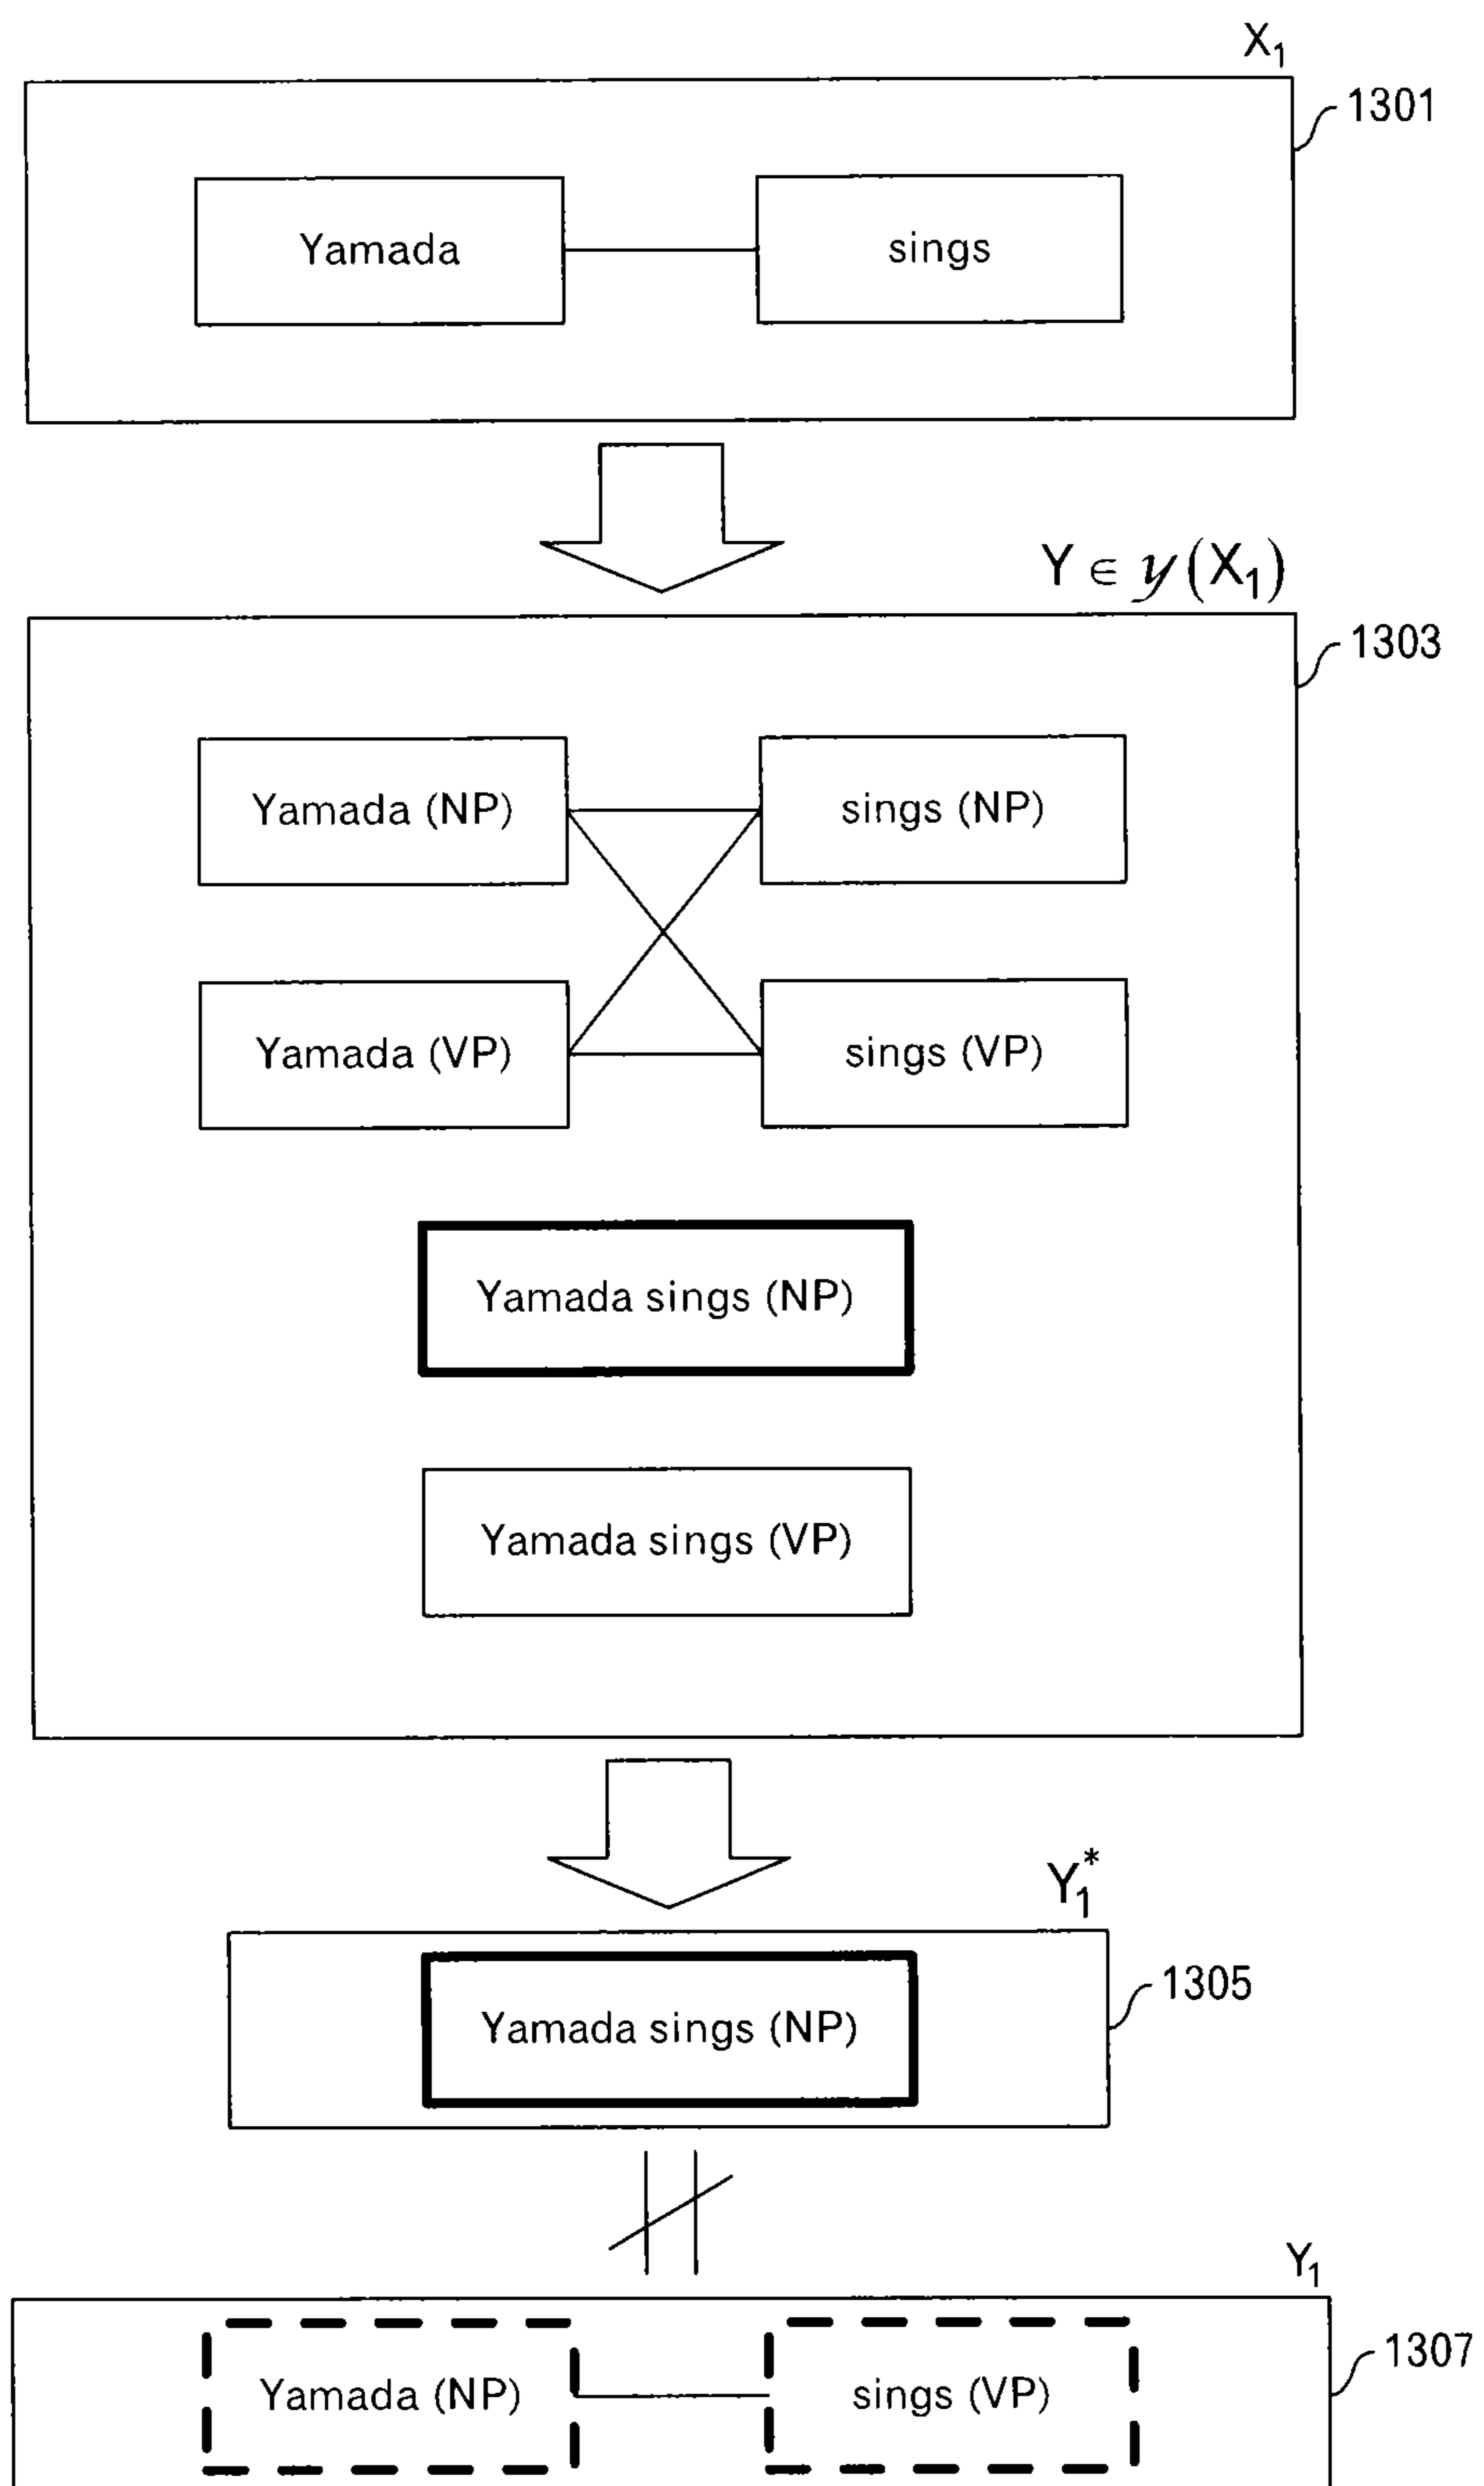 X₁
1301
Yamada sings
Y ∈ 𝓎(X₁)
1303
Yamada (NP) sings (NP)
Yamada (VP) sings (VP)
Yamada sings (NP)
Yamada sings (VP)
Y₁*
1305
Yamada sings (NP)
Y₁
1307
Yamada (NP) sings (VP)